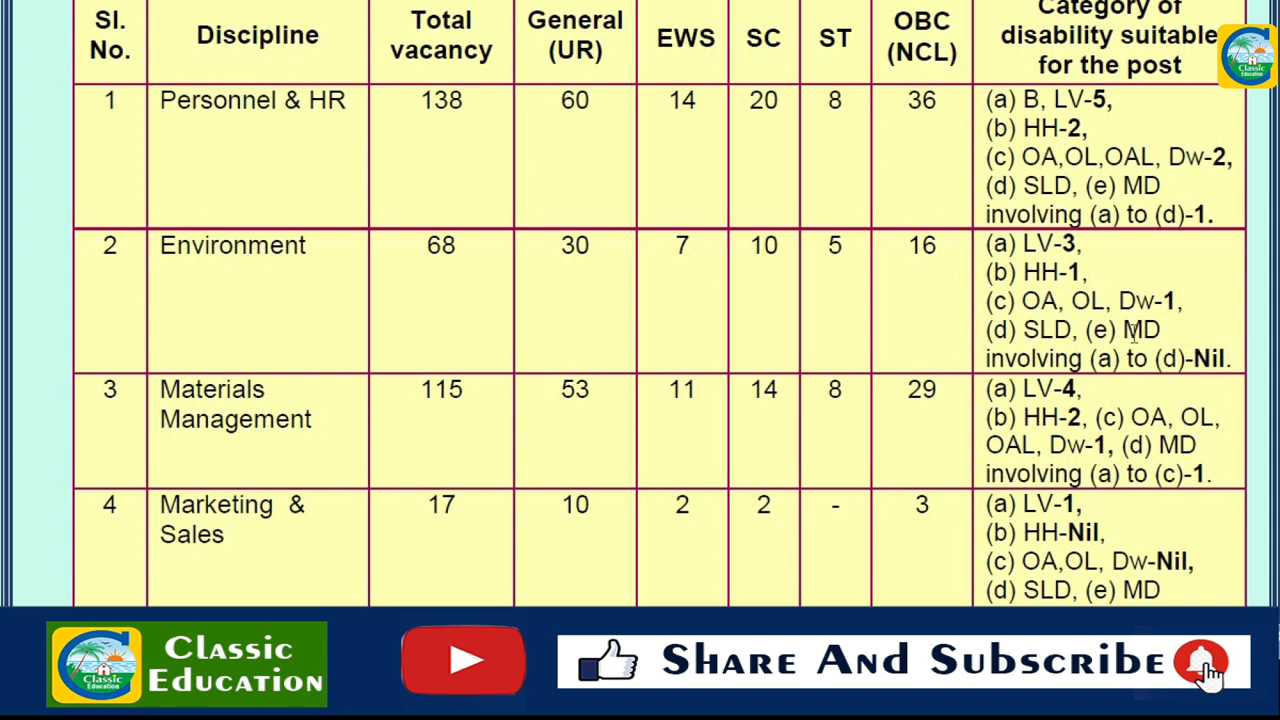 Sl. No. Discipline Total vacancy General (UR) EWS SC ST OBC (NCL) Category of disability suitable for the post
1 Personnel & HR 138 60 14 20 8 36 (a) B, LV-5,
(b) HH-2,
(c) OA,OL,OAL, Dw-2,
(d) SLD, (e) MD
involving (a) to (d)-1.
2 Environment 68 30 7 10 5 16 (a) LV-3,
(b) HH-1,
(c) OA, OL, Dw-1,
(d) SLD, (e) MD
involving (a) to (d)-Nil.
3 Materials Management 115 53 11 14 8 29 (a) LV-4,
(b) HH-2, (c) OA, OL,
OAL, Dw-1, (d) MD
involving (a) to (c)-1.
4 Marketing & Sales 17 10 2 2 - 3 (a) LV-1,
(b) HH-Nil,
(c) OA,OL, Dw-Nil,
(d) SLD, (e) MD
Classic Education
Classic Education
Classic
Education
Share And Subscribe